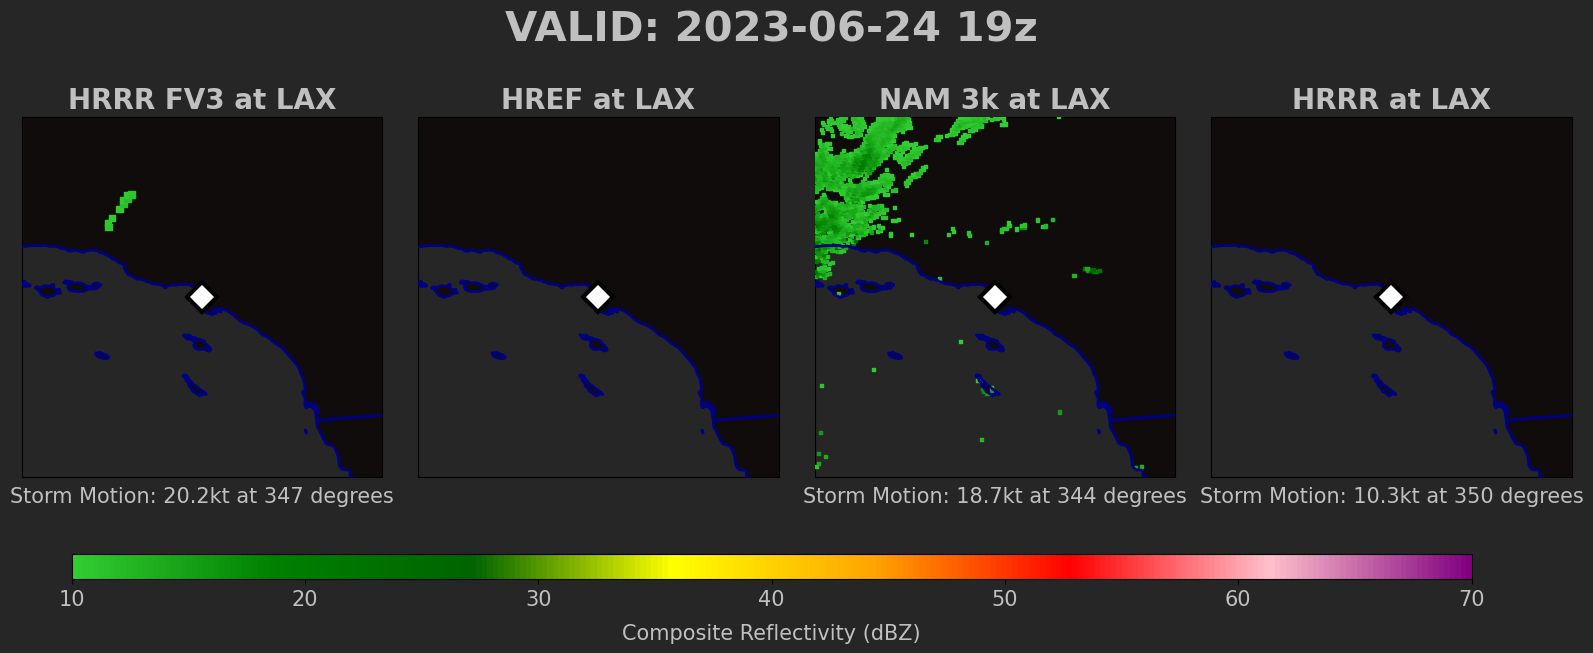 VALID: 2023-06-24 19z
HRRR FV3 at LAX
HREF at LAX
NAM 3k at LAX
HRRR at LAX
Storm Motion: 20.2kt at 347 degrees
Storm Motion: 18.7kt at 344 degrees
Storm Motion: 10.3kt at 350 degrees
10 20 30 40 50 60 70
Composite Reflectivity (dBZ)